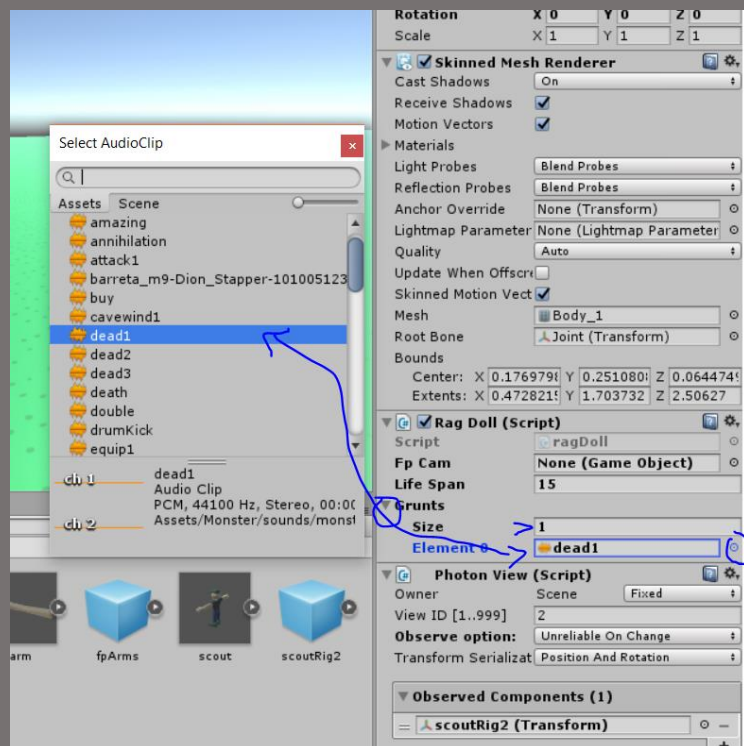 Select AudioClip
Assets Scene
amazing
annihilation
attack1
barreta_m9-Dion_Stapper-101005123
buy
cavewind1
dead1
dead2
dead3
death
double
drumKick
equip1
ch 1
ch 2
dead1
Audio Clip
PCM, 44100 Hz, Stereo, 00:00
Assets/Monster/sounds/monst
arm
fpArms
scout
scoutRig2
Rotation X 0 Y 0 Z 0
Scale X 1 Y 1 Z 1
Skinned Mesh Renderer
Cast Shadows On
Receive Shadows
Motion Vectors
Materials
Light Probes Blend Probes
Reflection Probes Blend Probes
Anchor Override None (Transform)
Lightmap Parameter None (Lightmap Parameter
Quality Auto
Update When Offscre
Skinned Motion Vect
Mesh Body_1
Root Bone Joint (Transform)
Bounds
Center: X 0.176979 Y 0.251080 Z 0.064474
Extents: X 0.472821 Y 1.703732 Z 2.50627
Rag Doll (Script)
Script ragDoll
Fp Cam None (Game Object)
Life Span 15
Grunts
Size 1
Element 0 dead1
Photon View (Script)
Owner Scene Fixed
View ID [1..999] 2
Observe option: Unreliable On Change
Transform Serializat Position And Rotation
Observed Components (1)
scoutRig2 (Transform)